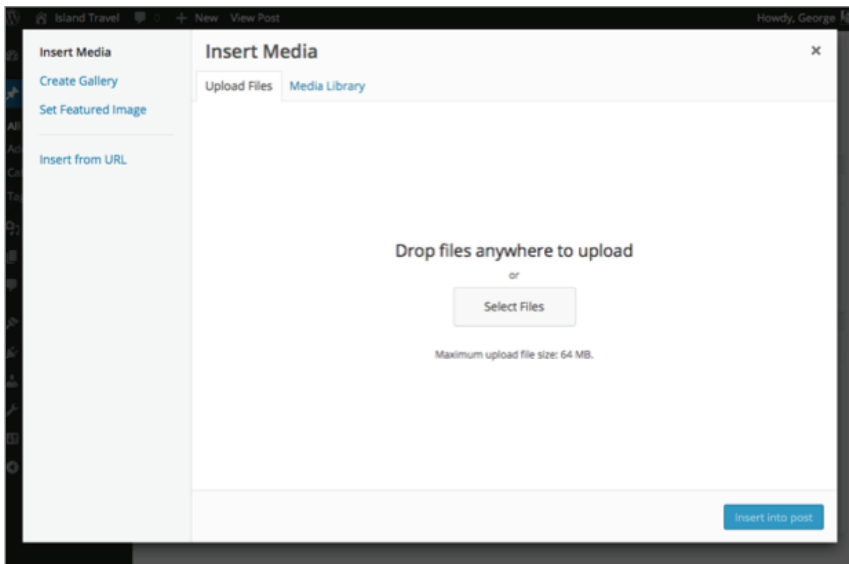 Island Travel 0 + New View Post Howdy, George
Insert Media
Create Gallery
Set Featured Image
Insert from URL
Insert Media ×
Upload Files Media Library
Drop files anywhere to upload
or
Select Files
Maximum upload file size: 64 MB.
Insert into post
All